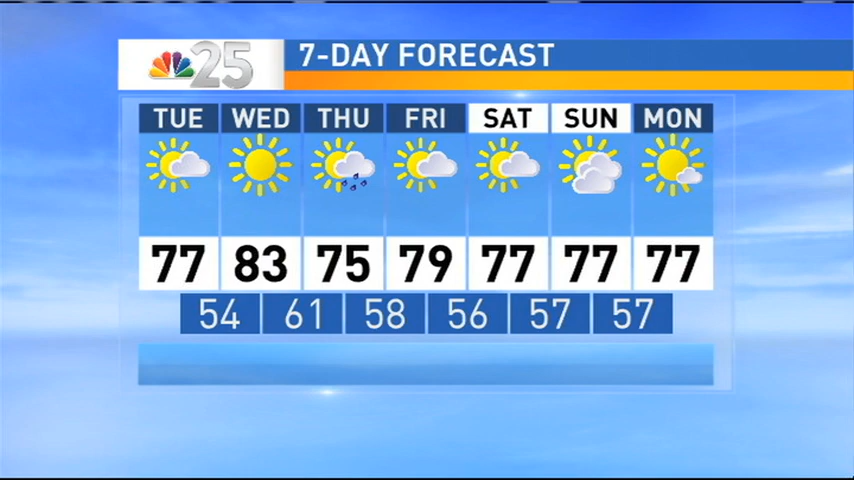 25 7-DAY FORECAST
TUE WED THU FRI SAT SUN MON
77 83 75 79 77 77 77
54 61 58 56 57 57